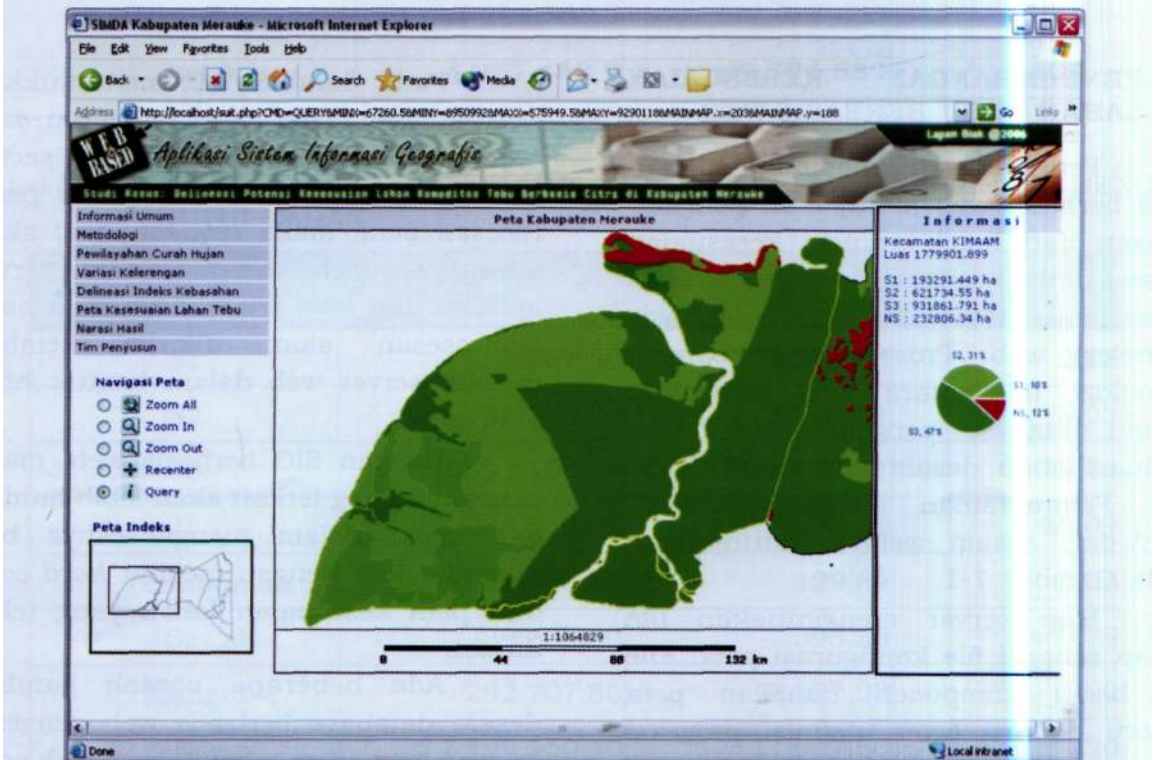 SIMDA Kabupaten Merauke - Microsoft Internet Explorer
File Edit View Favorites Tools Help
Back Search Favorites Media
Address http://localhost/suit.php?CMD=QUERY&MINX=67260.5&MINY=8950992&MAXX=575949.5&MAXY=9290118&MAINMAP.x=203&MAINMAP.y=188 Go Links
WEB BASED
Aplikasi Sistem Informasi Geografis
Lapan Biak @2006
Studi Kasus: Delineasi Potensi Kesesuaian Lahan Komoditas Tebu Berbasis Citra di Kabupaten Merauke
Informasi Umum
Metodologi
Pewilayahan Curah Hujan
Variasi Kelerengan
Delineasi Indeks Kebasahan
Peta Kasesuaian Lahan Tebu
Narasi Hasil
Tim Penyusun
Navigasi Peta
Zoom All
Zoom In
Zoom Out
Recenter
Query
Peta Indeks
Peta Kabupaten Merauke
1:1064829
0 44 88 132 km
Informasi
Kecamatan KIMAAM
Luas 1779901.899
S1 : 193291.449 ha
S2 : 621734.55 ha
S3 : 931861.791 ha
NS : 232806.34 ha
S2, 31%
S1, 10%
NS, 12%
S3, 47%
Done
Local intranet